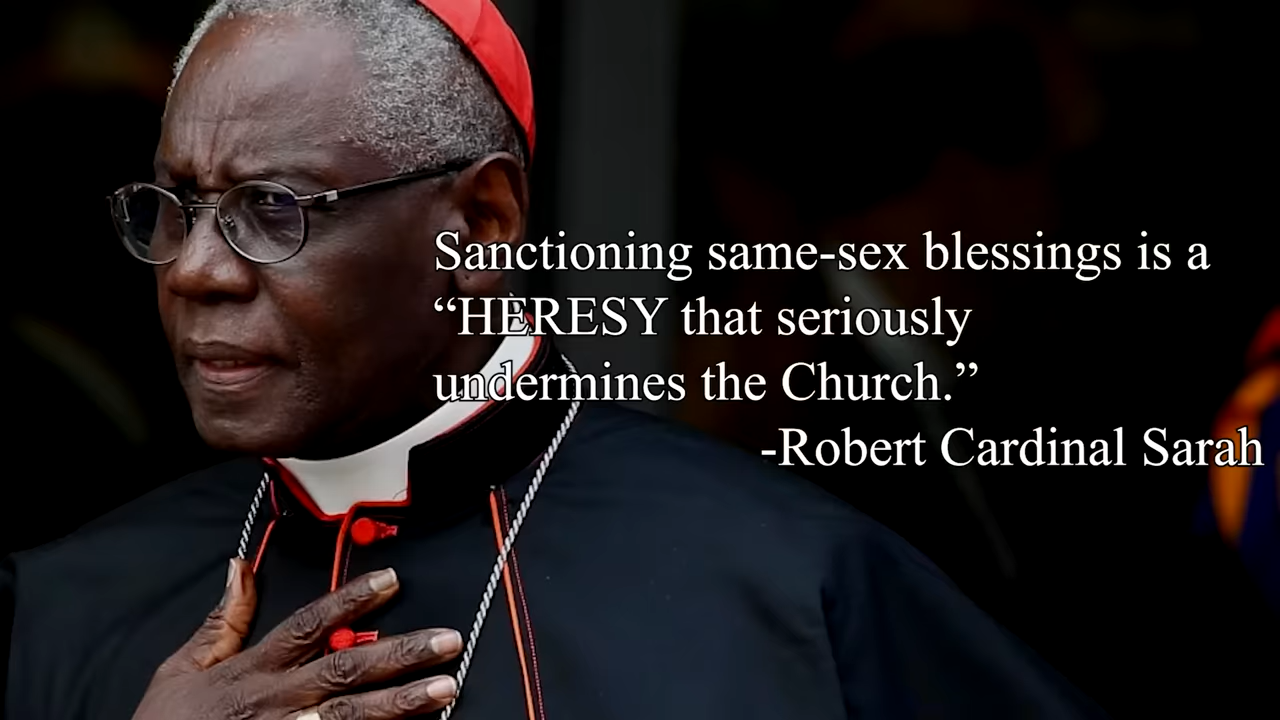 Sanctioning same-sex blessings is a
“HERESY that seriously
undermines the Church.”
-Robert Cardinal Sarah